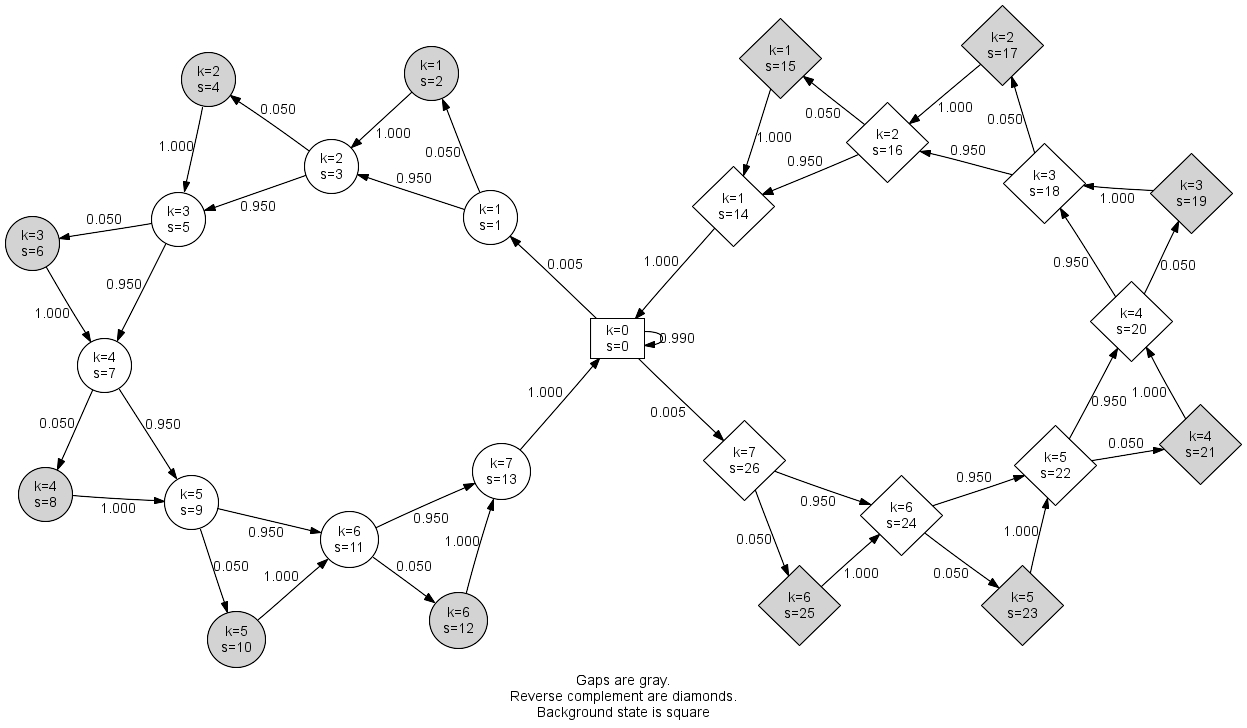 k=2
s=4
k=1
s=2
k=1
s=15
k=2
s=17
0.050
1.000
0.050
1.000
0.050
1.000
0.050
1.000
k=2
s=3
k=2
s=16
0.050
0.950
0.950
0.950
k=3
s=18
k=3
s=19
1.000
k=3
s=5
0.050
0.950
k=1
s=1
k=1
s=14
k=3
s=6
0.950
0.005
1.000
0.950
0.050
1.000
k=4
s=7
k=0
s=0
0.990
k=4
s=20
0.050
0.950
1.000
0.005
0.950
1.000
k=4
s=8
1.000
k=5
s=9
k=7
s=13
k=7
s=26
k=5
s=22
0.050
k=4
s=21
0.950
0.950
0.950
0.950
k=6
s=11
k=6
s=24
0.050
1.000
0.050
1.000
0.050
1.000
0.050
1.000
k=5
s=10
k=6
s=12
k=6
s=25
k=5
s=23
Gaps are gray.
Reverse complement are diamonds.
Background state is square